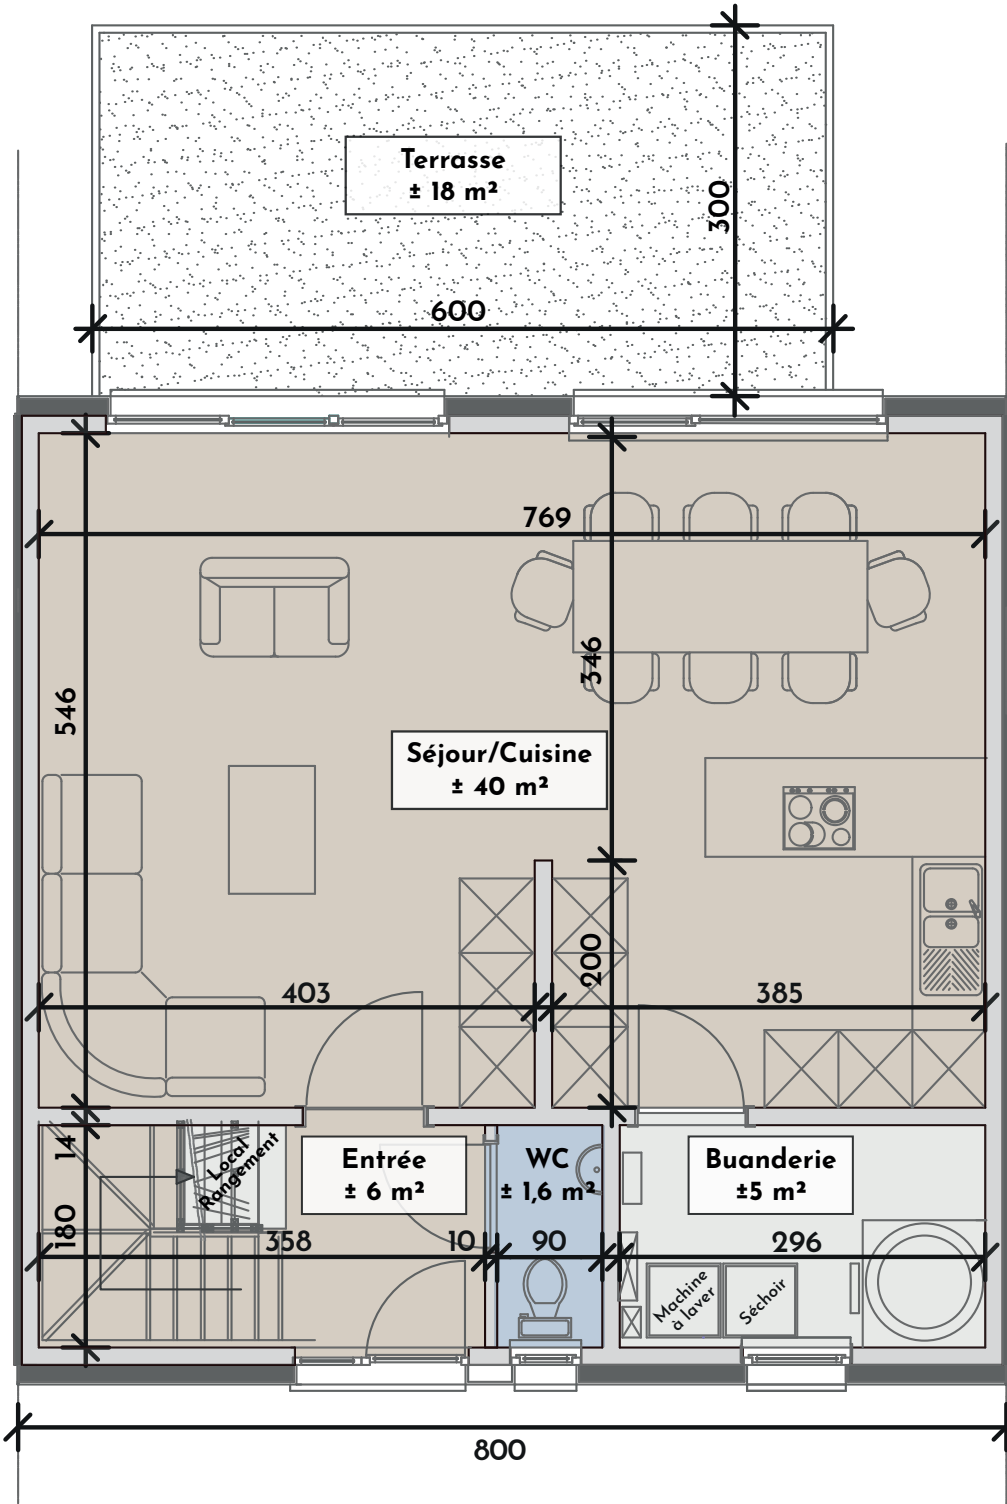 Terrasse
± 18 m²
300
600
769
346
546
Séjour/Cuisine
± 40 m²
200
403
385
14
Local
Rangement
Entrée
± 6 m²
WC
± 1,6 m²
Buanderie
±5 m²
180
358
10
90
296
Machine
à laver
Séchoir
800